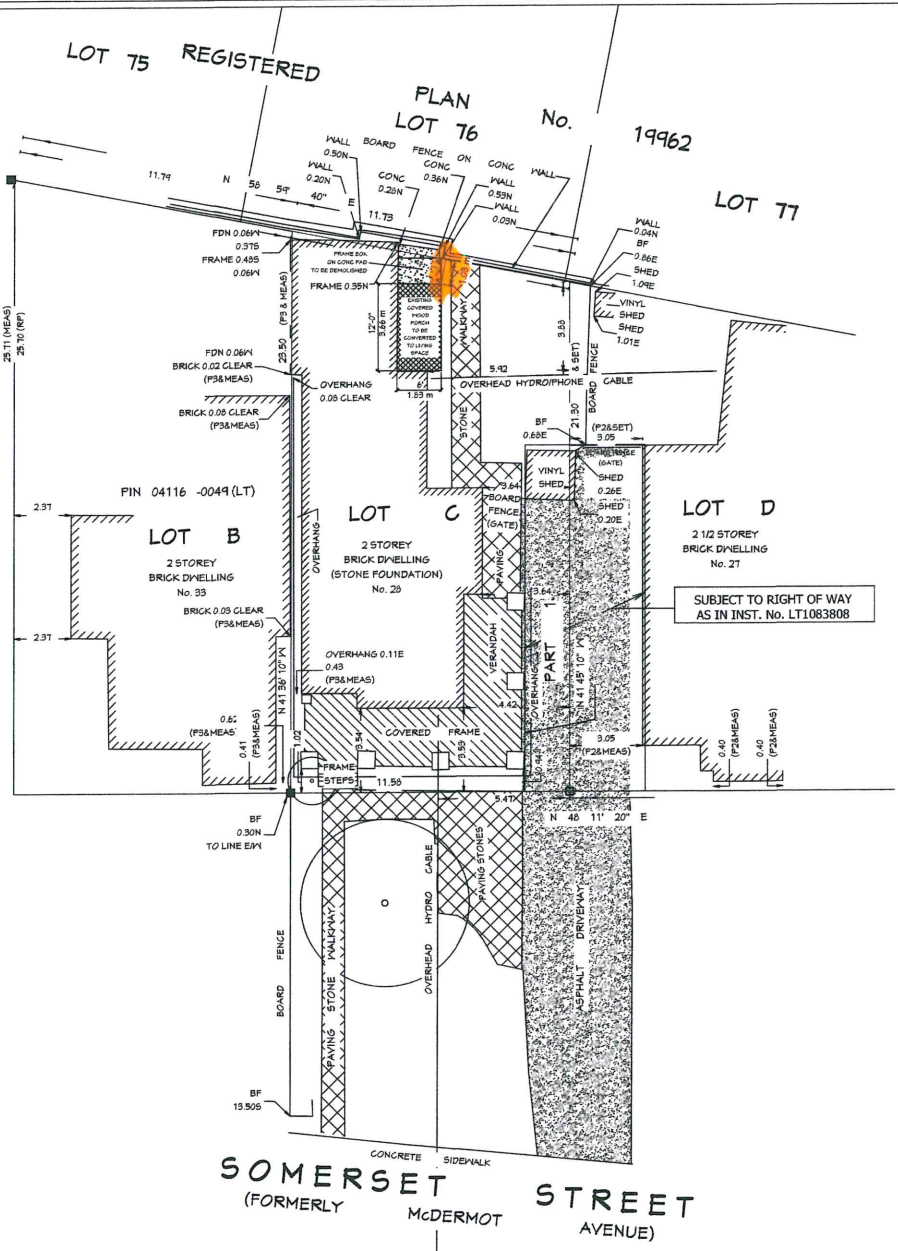 LOT 75 REGISTERED
PLAN
LOT 76
No.
19962
LOT 77
WALL
0.50N
BOARD FENCE ON CONC WALL
WALL
0.20N
CONC
0.28N
CONC
0.36N
WALL
0.53N
WALL
0.03N
WALL
0.04N
BF
0.86E
SHED
1.09E
VINYL
SHED
SHED
1.01E
11.79
N 58 59' 40" E
11.73
FDN 0.06W
0.37S
FRAME 0.48S
0.06W
FRAME BOX
ON CONC PAD
TO BE DEMOLISHED
FRAME 0.35N
1.03 m
EXISTING
COVERED
WOOD
PORCH
TO BE
CONVERTED
TO LIVING
SPACE
12'-0"
3.66 m
6'
1.83 m
25.71 (MEAS)
25.70 (RP)
23.50 (P3 & MEAS)
WALKWAY
STONE
3.88
5.92
OVERHEAD HYDRO/PHONE CABLE
21.30 & SET)
BOARD FENCE
FDN 0.06W
BRICK 0.02 CLEAR
(P3&MEAS)
OVERHANG
0.08 CLEAR
BRICK 0.08 CLEAR
(P3&MEAS)
BF
0.68E
(P2&SET)
3.05
(GATE)
VINYL
SHED
SHED
0.26E
SHED
0.20E
3.64
BOARD
FENCE
(GATE)
PIN 04116 -0049 (LT)
2.37
LOT B
2 STOREY
BRICK DWELLING
No. 33
OVERHANG
LOT C
2 STOREY
BRICK DWELLING
(STONE FOUNDATION)
No. 28
PAVING
LOT D
2 1/2 STOREY
BRICK DWELLING
No. 27
3.64
SUBJECT TO RIGHT OF WAY
AS IN INST. No. LT1083808
BRICK 0.03 CLEAR
(P3&MEAS)
2.37
VERANDAH
PART 1
OVERHANG
N 41 45' 10" W
OVERHANG 0.11E
0.43
(P3&MEAS)
N 41 36' 10" W
4.42
0.62
(P3&MEAS)
0.41
(P3&MEAS)
1.02
3.54
COVERED FRAME
3.59
0.94
3.05
(P2&MEAS)
0.40
(P2&MEAS)
0.40
(P2&MEAS)
FRAME
STEPS
11.58
5.47
N 48 11' 20" E
BF
0.30N
TO LINE E/W
BOARD FENCE
PAVING STONE WALKWAY
OVERHEAD HYDRO CABLE
PAVING STONES
ASPHALT DRIVEWAY
BF
13.50S
CONCRETE SIDEWALK
SOMERSET STREET
(FORMERLY McDERMOT AVENUE)